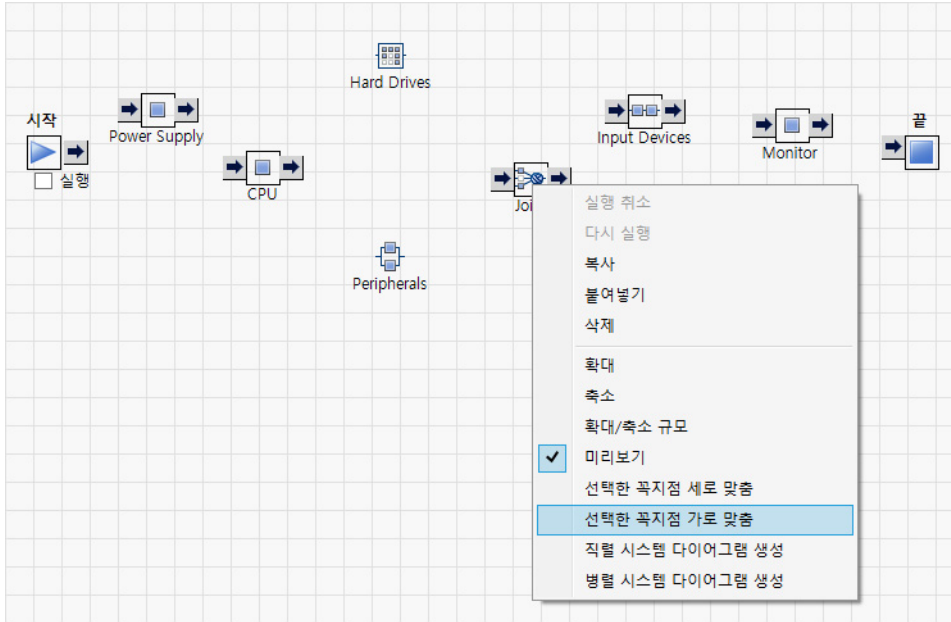 Hard Drives
시작
Power Supply
Input Devices
끝
Monitor
실행
CPU
Peripherals
실행 취소
다시 실행
복사
붙여넣기
삭제
확대
축소
확대/축소 규모
미리보기
선택한 꼭지점 세로 맞춤
선택한 꼭지점 가로 맞춤
직렬 시스템 다이어그램 생성
병렬 시스템 다이어그램 생성